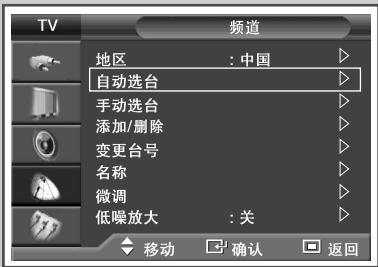 TV 频道
地区 : 中国
自动选台
手动选台
添加/删除
变更台号
名称
微调
低噪放大 : 关
移动 确认 返回